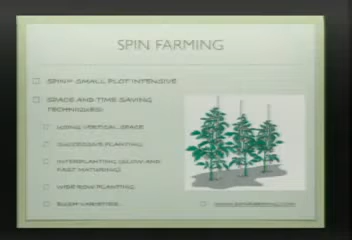 SPIN FARMING
SPIN= SMALL PLOT INTENSIVE
SPACE AND TIME SAVING
TECHNIQUES:
USING VERTICAL SPACE
SUCCESSIVE PLANTING
INTERPLANTING (SLOW AND
FAST MATURING)
WIDE ROW PLANTING